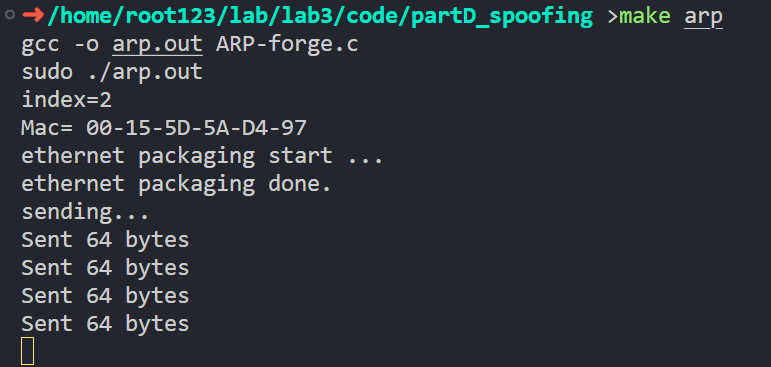 ➜/home/root123/lab/lab3/code/partD_spoofing >make arp
gcc -o arp.out ARP-forge.c
sudo ./arp.out
index=2
Mac= 00-15-5D-5A-D4-97
ethernet packaging start ...
ethernet packaging done.
sending...
Sent 64 bytes
Sent 64 bytes
Sent 64 bytes
Sent 64 bytes